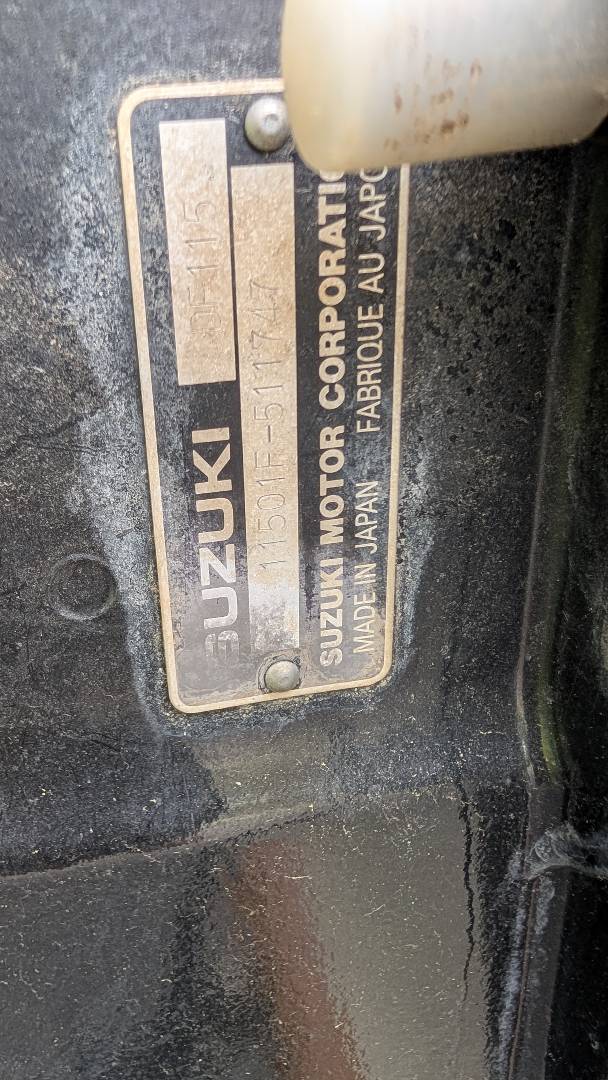 SUZUKI DF115
11501F-511747
SUZUKI MOTOR CORPORATIO
MADE IN JAPAN FABRIQUE AU JAPO